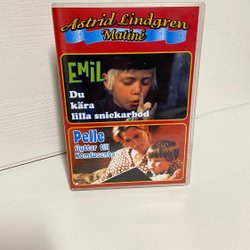 Astrid Lindgren
Matiné
EMIL
Du
kära
lilla snickarbod
Pelle
flyttar till
Komfusenbo